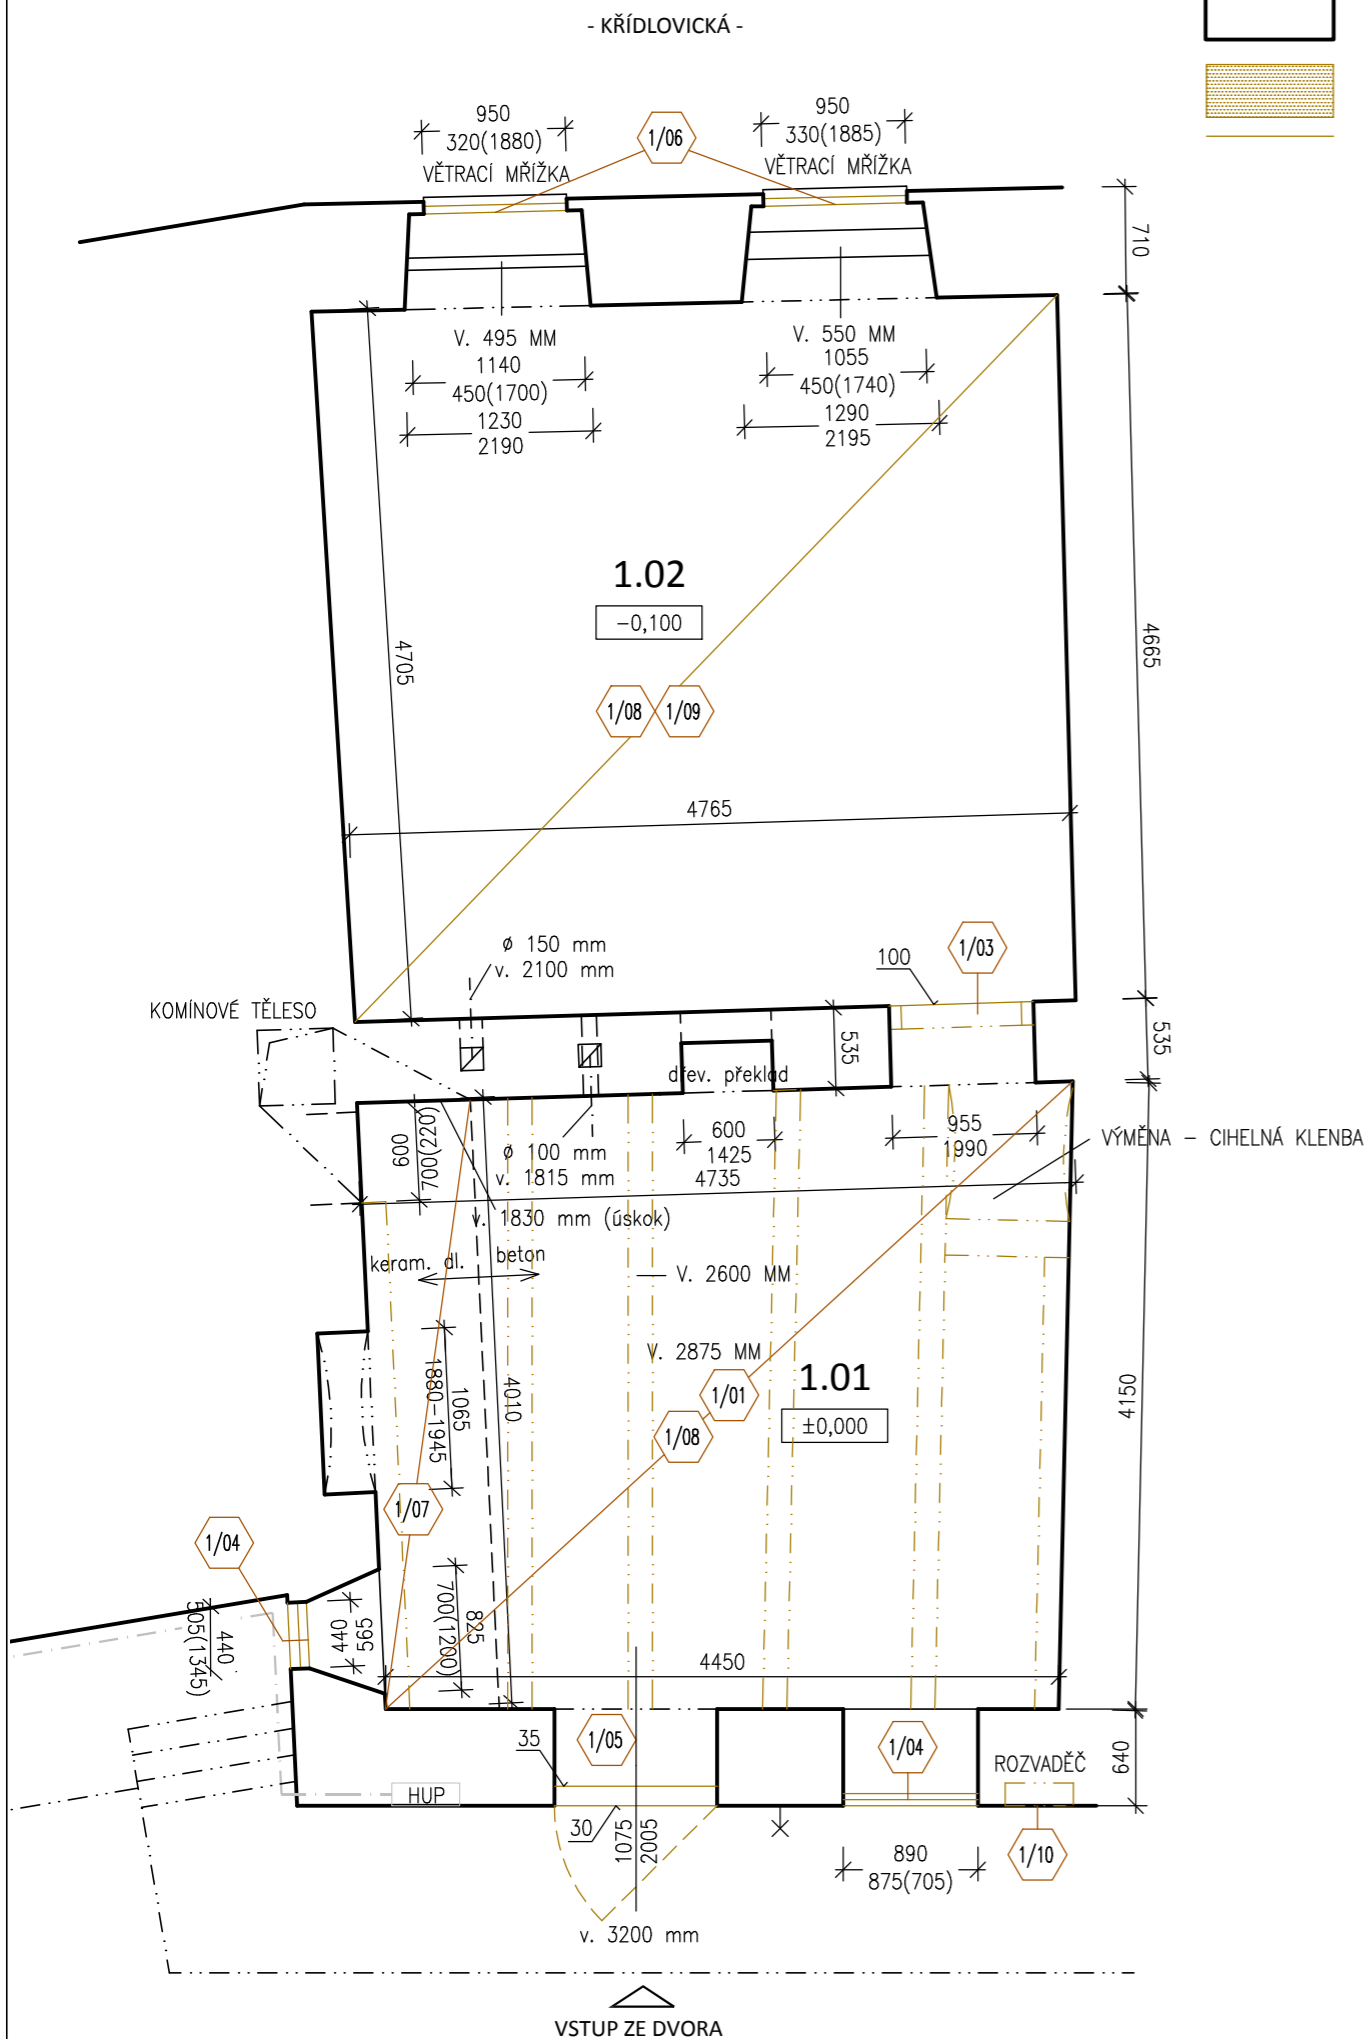 - KŘÍDLOVICKÁ -
950
320(1880)
VĚTRACÍ MŘÍŽKA
1/06
950
330(1885)
VĚTRACÍ MŘÍŽKA
710
V. 495 MM
1140
450(1700)
1230
2190
V. 550 MM
1055
450(1740)
1290
2195
1.02
-0,100
4705
4665
1/08
1/09
4765
ø 150 mm
v. 2100 mm
100
1/03
KOMÍNOVÉ TĚLESO
535
535
dřev. překlad
600
700(220)
ø 100 mm
v. 1815 mm
600
1425
4735
955
1990
VÝMĚNA – CIHELNÁ KLENBA
v. 1830 mm (úskok)
keram. dl.
beton
V. 2600 MM
V. 2875 MM
1.01
±0,000
1880-1945
1065
4010
1/01
1/08
4150
1/07
1/04
505(1345)
440
440
565
700(1200)
825
4450
35
1/05
1/04
ROZVADĚČ
640
HUP
30
1075
2005
890
875(705)
1/10
v. 3200 mm
VSTUP ZE DVORA